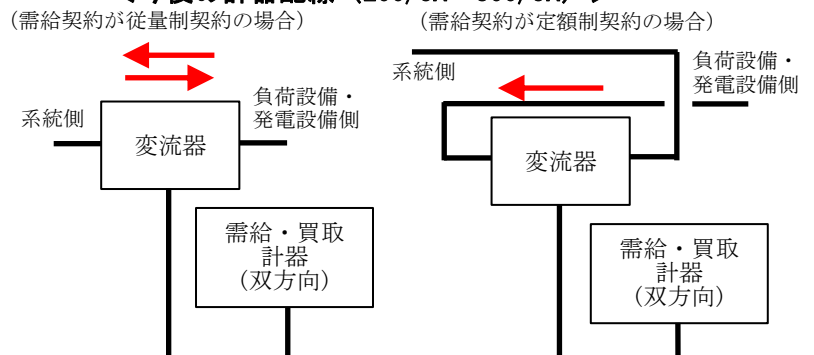 （需給契約が従量制契約の場合）
（需給契約が定額制契約の場合）
系統側
負荷設備・
発電設備側
変流器
需給・買取
計器
（双方向）
系統側
負荷設備・
発電設備側
変流器
需給・買取
計器
（双方向）